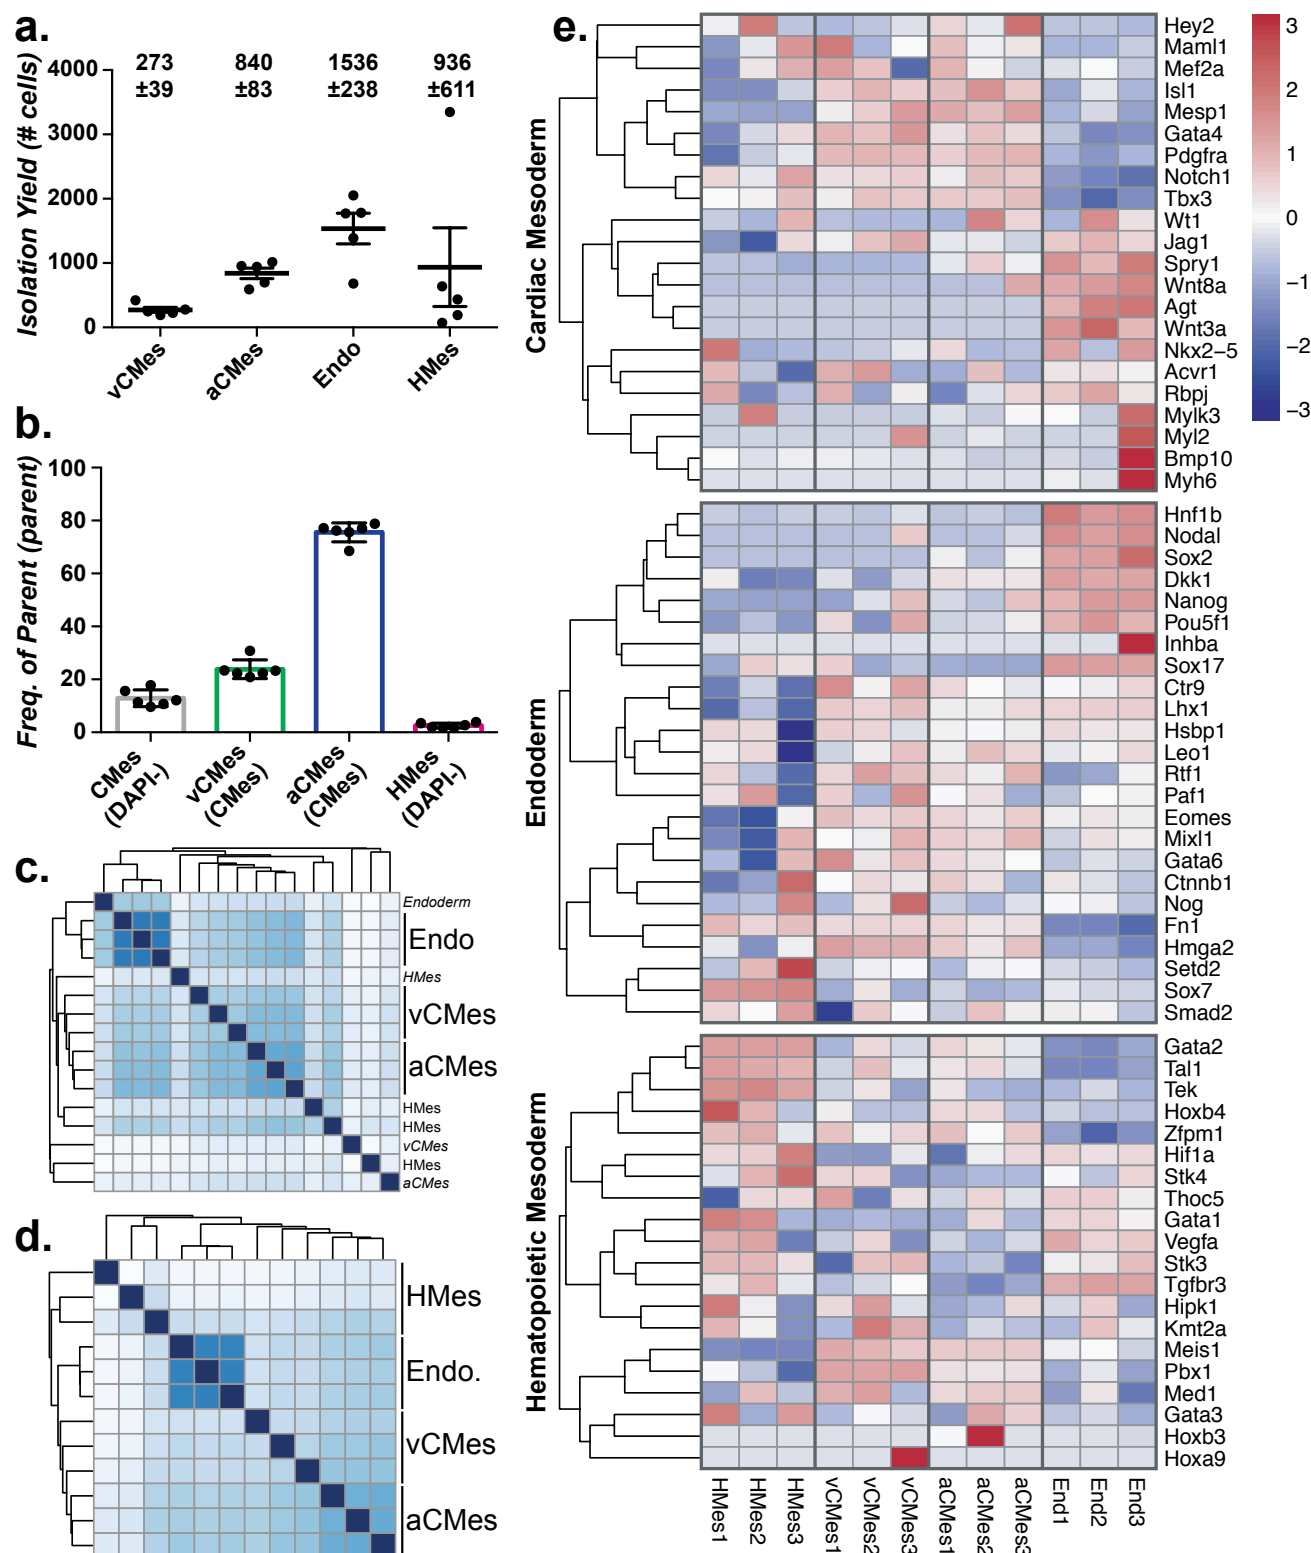 a.
Isolation Yield (# cells)
4000
3000
2000
1000
0
273
±39
840
±83
1536
±238
936
±611
vCMes
aCMes
Endo
HMes
b.
Freq. of Parent (parent)
100
80
60
40
20
0
CMes
(DAPI-)
vCMes
(CMes)
aCMes
(CMes)
HMes
(DAPI-)
c.
Endoderm
Endo
HMes
vCMes
aCMes
HMes
HMes
vCMes
HMes
aCMes
d.
HMes
Endo.
vCMes
aCMes
e.
Cardiac Mesoderm
Hey2
Maml1
Mef2a
Isl1
Mesp1
Gata4
Pdgfra
Notch1
Tbx3
Wt1
Jag1
Spry1
Wnt8a
Agt
Wnt3a
Nkx2−5
Acvr1
Rbpj
Mylk3
Myl2
Bmp10
Myh6
3
2
1
0
−1
−2
−3
Endoderm
Hnf1b
Nodal
Sox2
Dkk1
Nanog
Pou5f1
Inhba
Sox17
Ctr9
Lhx1
Hsbp1
Leo1
Rtf1
Paf1
Eomes
Mixl1
Gata6
Ctnnb1
Nog
Fn1
Hmga2
Setd2
Sox7
Smad2
Hematopoietic Mesoderm
Gata2
Tal1
Tek
Hoxb4
Zfpm1
Hif1a
Stk4
Thoc5
Gata1
Vegfa
Stk3
Tgfbr3
Hipk1
Kmt2a
Meis1
Pbx1
Med1
Gata3
Hoxb3
Hoxa9
HMes1
HMes2
HMes3
vCMes1
vCMes2
vCMes3
aCMes1
aCMes2
aCMes3
End1
End2
End3